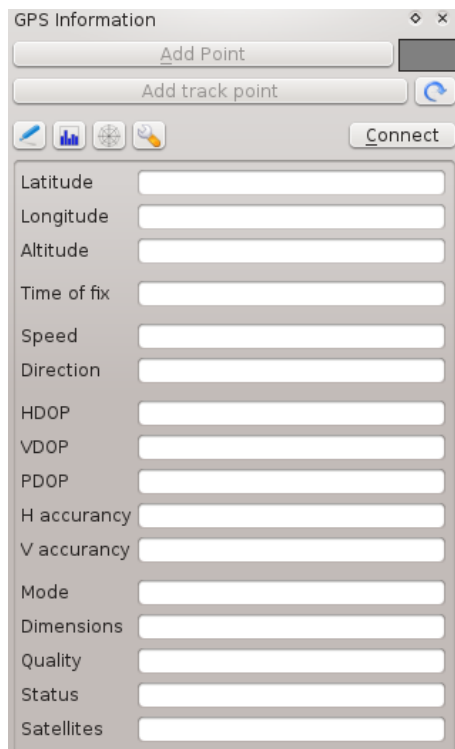 GPS Information
Add Point
Add track point
Connect
Latitude
Longitude
Altitude
Time of fix
Speed
Direction
HDOP
VDOP
PDOP
H accurancy
V accurancy
Mode
Dimensions
Quality
Status
Satellites